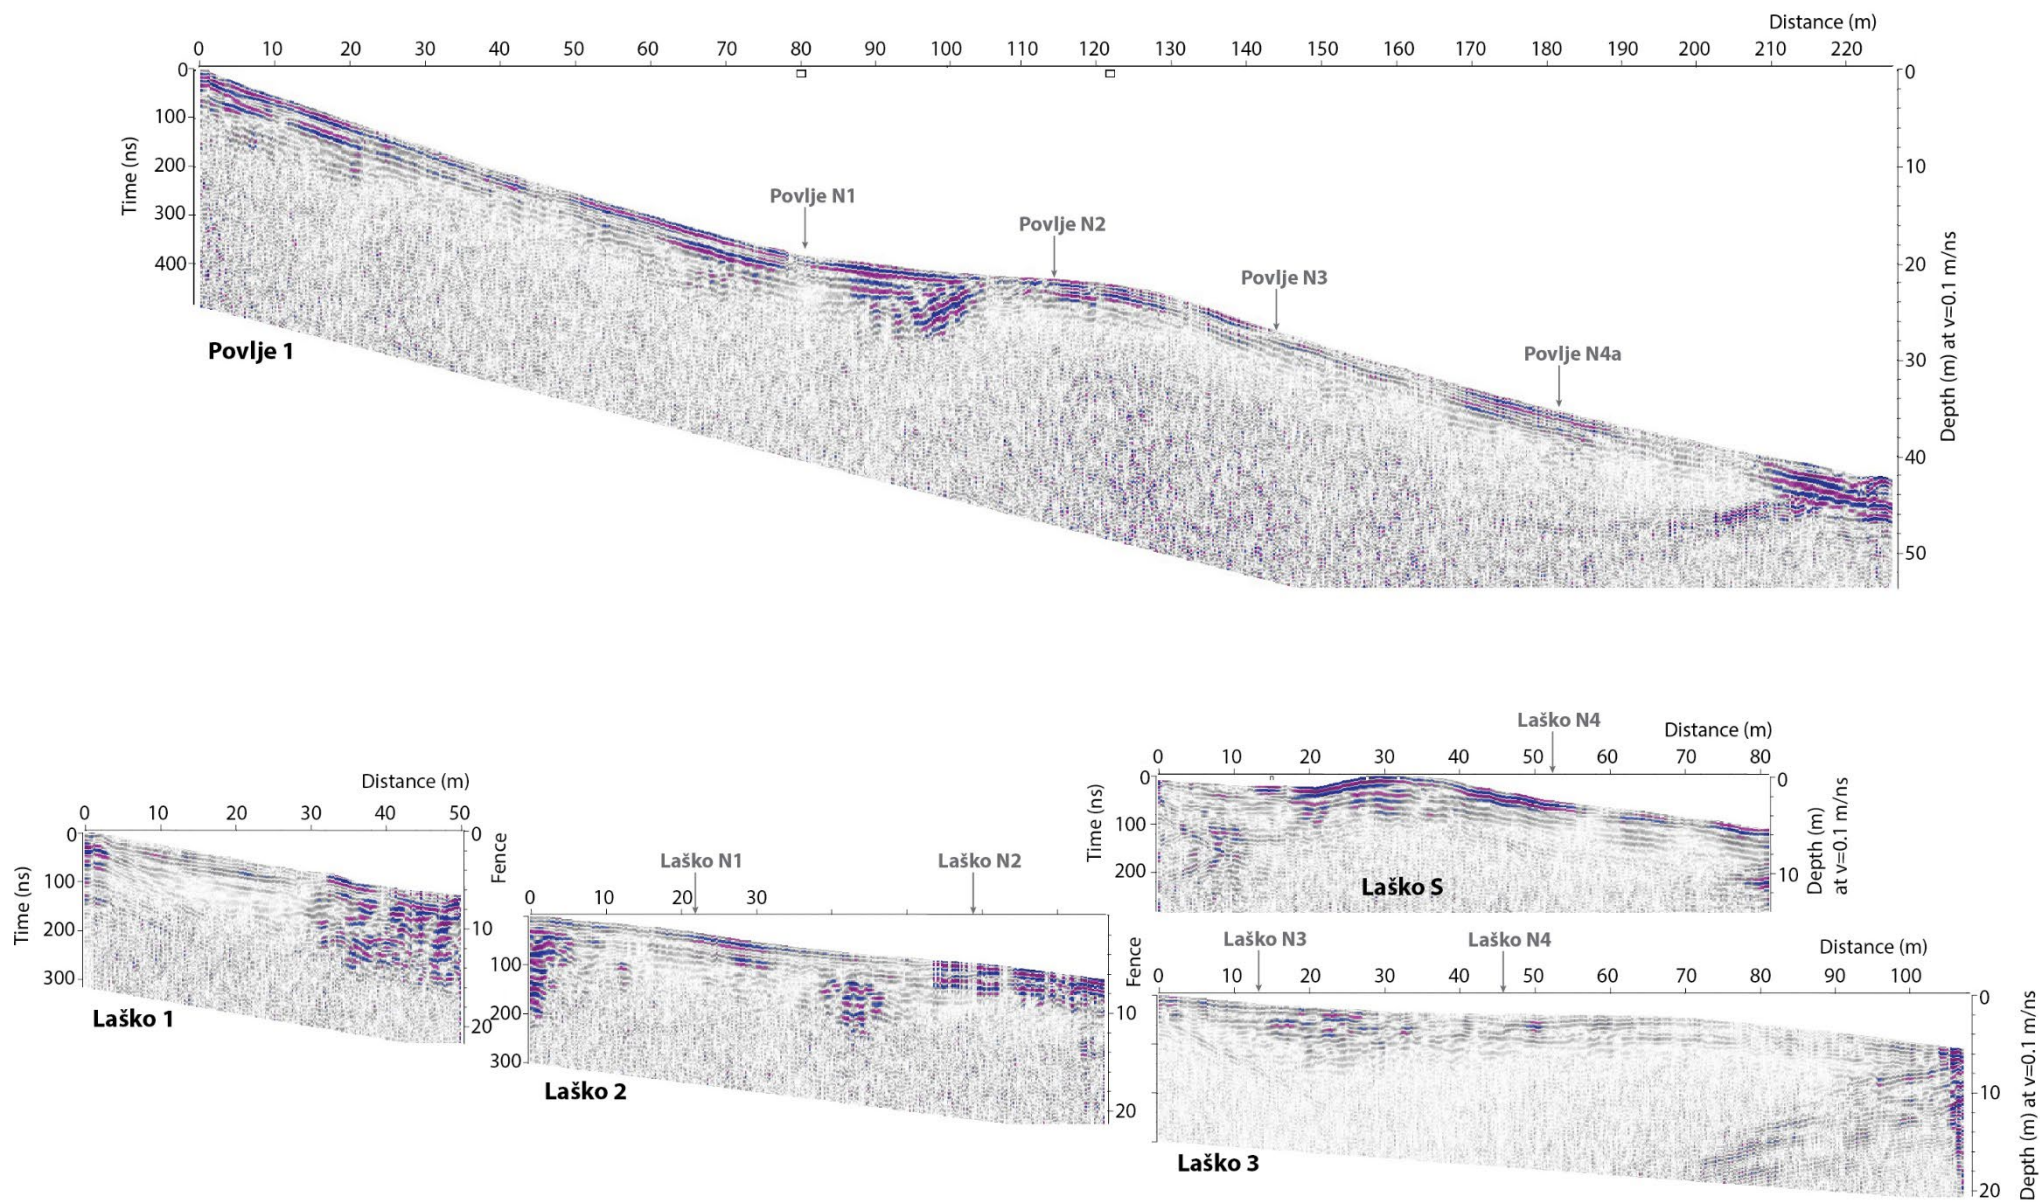 Distance (m)
0 10 20 30 40 50 60 70 80 90 100 110 120 130 140 150 160 170 180 190 200 210 220
0
100
200
300
400
Time (ns)
0
10
20
30
40
50
Depth (m) at v=0.1 m/ns
Povlje N1
Povlje N2
Povlje N3
Povlje N4a
Povlje 1
Distance (m)
0 10 20 30 40 50
0
100
200
300
Time (ns)
0
10
20
Fence
Laško 1
Laško N1
Laško N2
0 10 20 30
100
200
300
10
20
Fence
Laško 2
Laško N4
Distance (m)
0 10 20 30 40 50 60 70 80
0
100
200
Time (ns)
0
10
Depth (m)
at v=0.1 m/ns
Laško S
Laško N3
Laško N4
Distance (m)
0 10 20 30 40 50 60 70 80 90 100
0
10
20
Depth (m) at v=0.1 m/ns
Laško 3